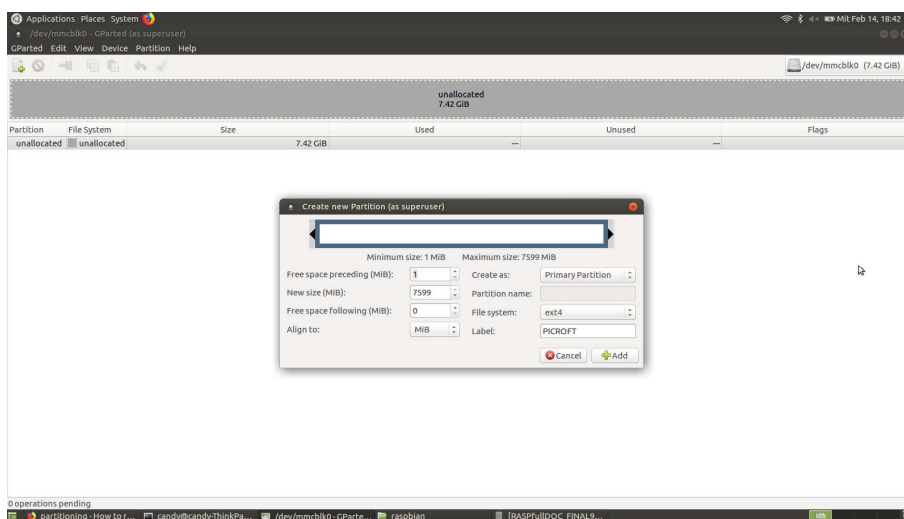 Applications Places System Mit Feb 14, 18:42
/dev/mmcblk0 - GParted (as superuser)
GParted Edit View Device Partition Help
/dev/mmcblk0 (7.42 GiB)
unallocated
7.42 GiB
Partition File System Size Used Unused Flags
unallocated unallocated 7.42 GiB — —
Create new Partition (as superuser)
Minimum size: 1 MiB Maximum size: 7599 MiB
Free space preceding (MiB): 1 Create as: Primary Partition
New size (MiB): 7599 Partition name:
Free space following (MiB): 0 File system: ext4
Align to: MiB Label: PICROFT
Cancel Add
0 operations pending
partitioning - How to r... candy@candy-ThinkPa... /dev/mmcblk0 - GParte... raspbian [RASPfullDOC_FINAL9...